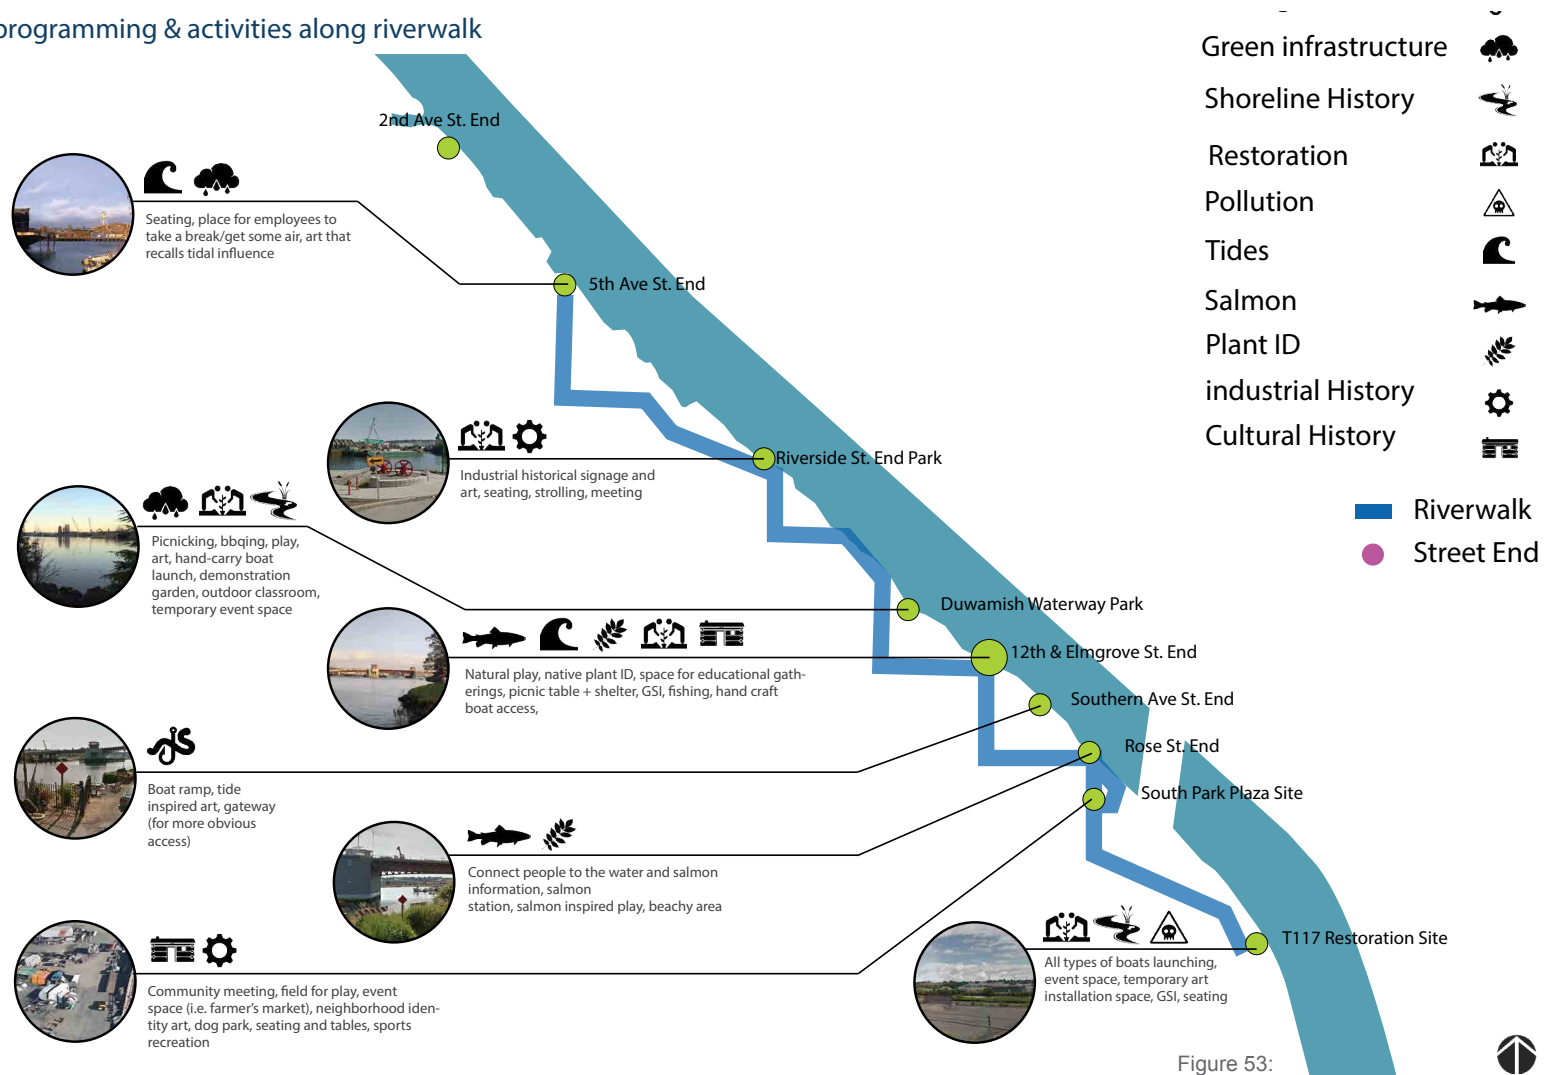 programming & activities along riverwalk
2nd Ave St. End
Seating, place for employees to
take a break/get some air, art that
recalls tidal influence
5th Ave St. End
Riverside St. End Park
Industrial historical signage and
art, seating, strolling, meeting
Picnicking, bbqing, play,
art, hand-carry boat
launch, demonstration
garden, outdoor classroom,
temporary event space
Duwamish Waterway Park
12th & Elmgrove St. End
Natural play, native plant ID, space for educational gath-
erings, picnic table + shelter, GSI, fishing, hand craft
boat access,
Southern Ave St. End
Boat ramp, tide
inspired art, gateway
(for more obvious
access)
Rose St. End
Connect people to the water and salmon
information, salmon
station, salmon inspired play, beachy area
South Park Plaza Site
Community meeting, field for play, event
space (i.e. farmer's market), neighborhood iden-
tity art, dog park, seating and tables, sports
recreation
T117 Restoration Site
All types of boats launching,
event space, temporary art
installation space, GSI, seating
Green infrastructure
Shoreline History
Restoration
Pollution
Tides
Salmon
Plant ID
industrial History
Cultural History
Riverwalk
Street End
Figure 53: